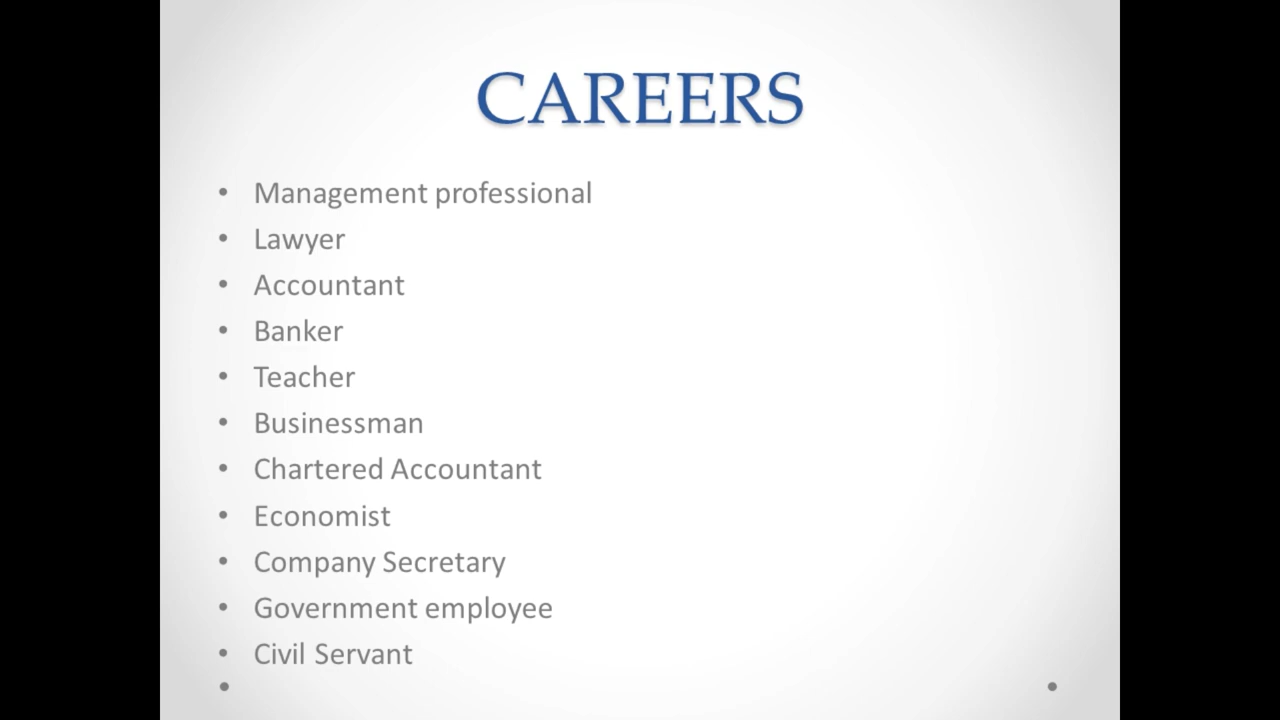 CAREERS
• Management professional
• Lawyer
• Accountant
• Banker
• Teacher
• Businessman
• Chartered Accountant
• Economist
• Company Secretary
• Government employee
• Civil Servant